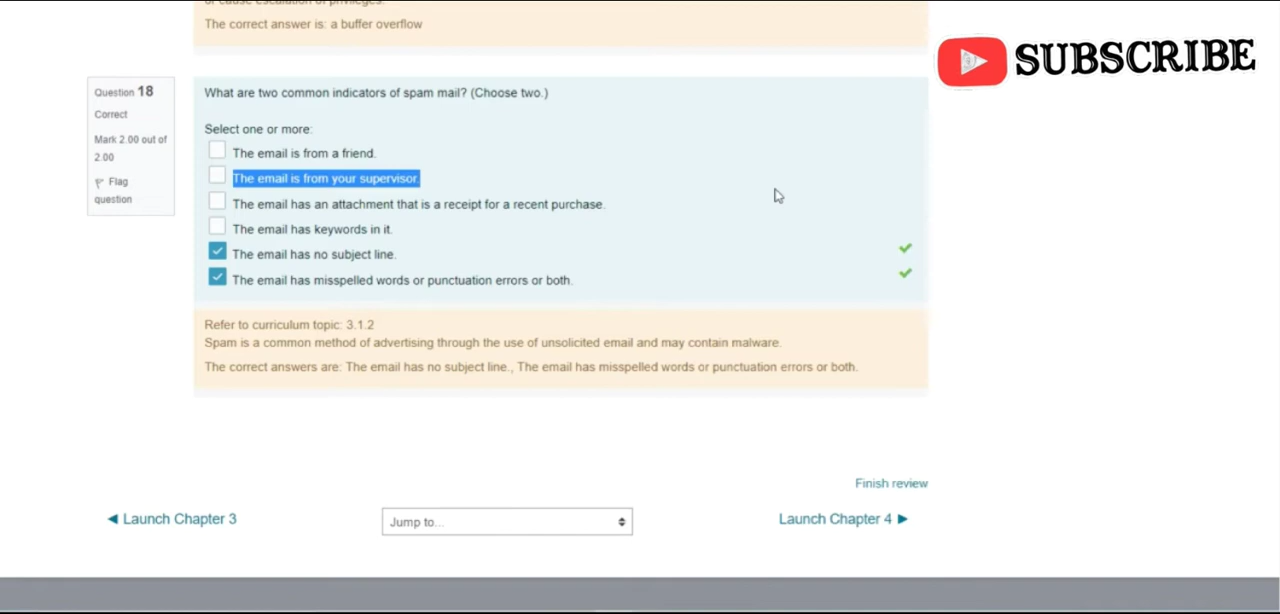 or cause escalation of privileges.
The correct answer is: a buffer overflow
SUBSCRIBE
Question 18
Correct
Mark 2.00 out of
2.00
Flag
question
What are two common indicators of spam mail? (Choose two.)
Select one or more:
The email is from a friend.
The email is from your supervisor.
The email has an attachment that is a receipt for a recent purchase.
The email has keywords in it.
The email has no subject line.
The email has misspelled words or punctuation errors or both.
Refer to curriculum topic: 3.1.2
Spam is a common method of advertising through the use of unsolicited email and may contain malware.
The correct answers are: The email has no subject line., The email has misspelled words or punctuation errors or both.
Finish review
◀ Launch Chapter 3
Jump to...
Launch Chapter 4 ▶